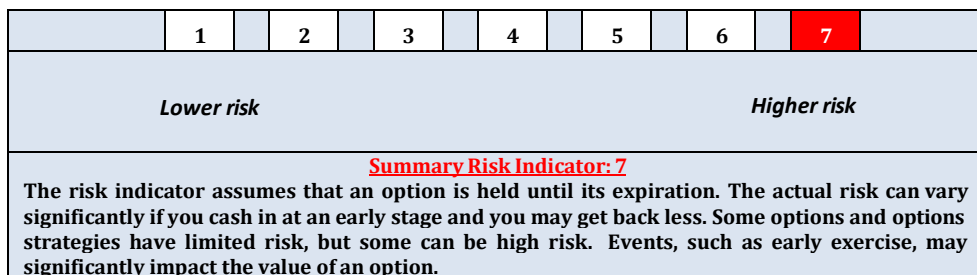 1 2 3 4 5 6 7
Lower risk Higher risk
Summary Risk Indicator: 7
The risk indicator assumes that an option is held until its expiration. The actual risk can vary
significantly if you cash in at an early stage and you may get back less. Some options and options
strategies have limited risk, but some can be high risk. Events, such as early exercise, may
significantly impact the value of an option.